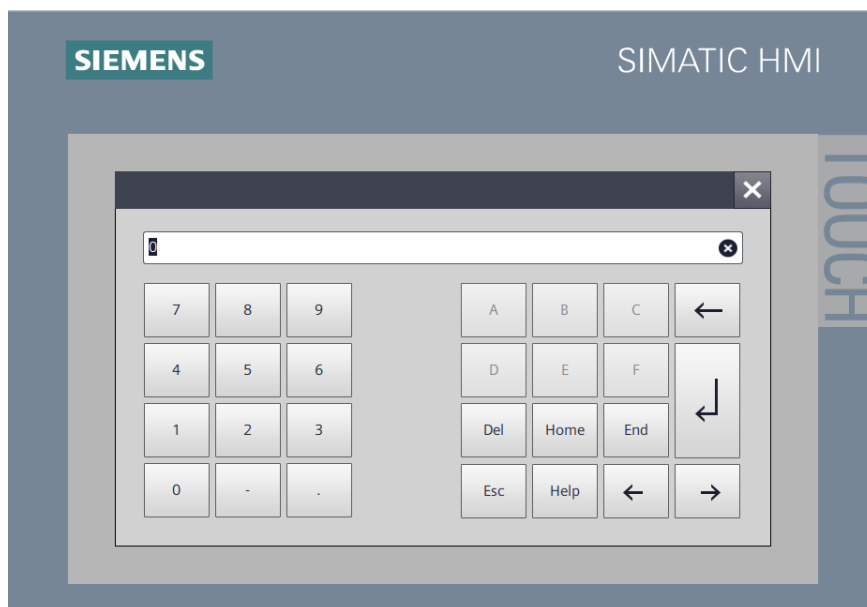 SIEMENS
SIMATIC HMI
TOUCH
0
7 8 9 A B C
4 5 6 D E F
1 2 3 Del Home End
0 - . Esc Help